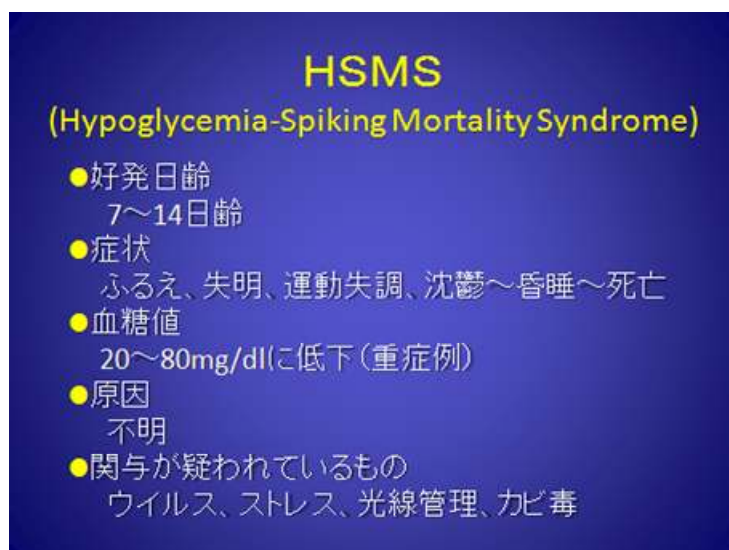 HSMS
(Hypoglycemia-Spiking Mortality Syndrome)
●好発日齢
7～14日齢
●症状
ふるえ、失明、運動失調、沈鬱～昏睡～死亡
●血糖値
20～80mg/dlに低下（重症例）
●原因
不明
●関与が疑われているもの
ウイルス、ストレス、光線管理、カビ毒